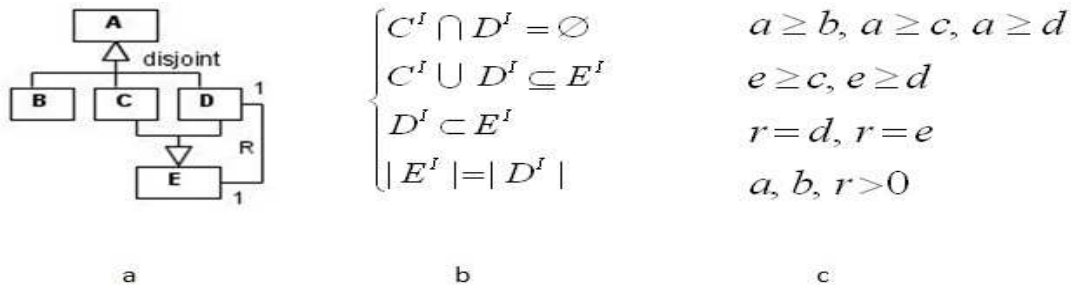 A
disjoint
B C D 1
R
E
1
C^I ⋂ D^I = ∅
C^I ⋃ D^I ⊆ E^I
D^I ⊂ E^I
| E^I |=| D^I |
a ≥ b, a ≥ c, a ≥ d
e ≥ c, e ≥ d
r = d, r = e
a, b, r >0
a b c